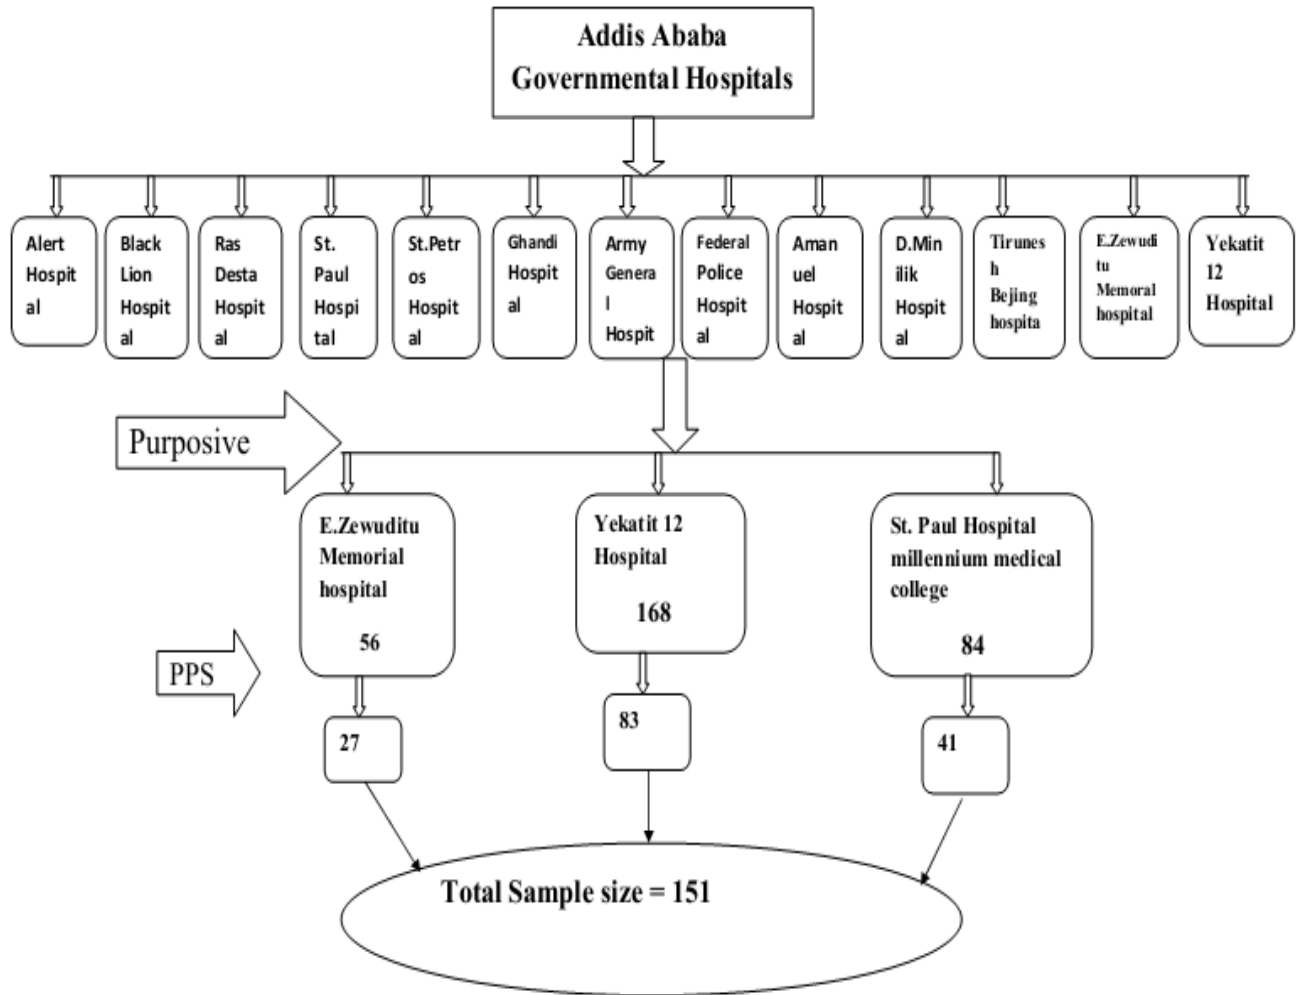 Addis Ababa
Governmental Hospitals
Alert
Hospit
al
Black
Lion
Hospit
al
Ras
Desta
Hospit
al
St.
Paul
Hospi
tal
St.Petr
os
Hospit
al
Ghandi
Hospit
al
Army
Genera
l
Hospit
Federal
Police
Hospit
al
Aman
uel
Hospit
al
D.Min
ilik
Hospit
al
Tirunes
h
Bejing
hospita
E.Zewudi
tu
Memoral
hospital
Yekatit
12
Hospital
Purposive
E.Zewuditu
Memorial
hospital
56
Yekatit 12
Hospital
168
St. Paul Hospital
millennium medical
college
84
PPS
27
83
41
Total Sample size = 151